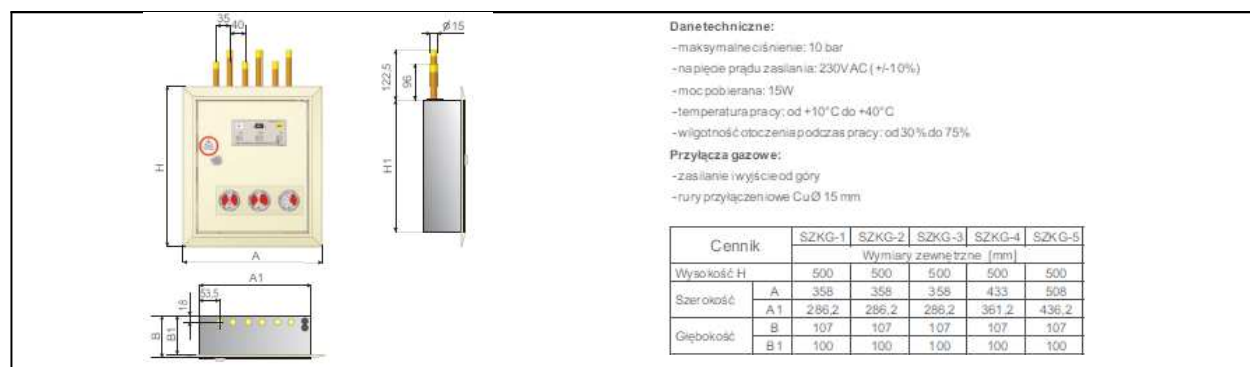 35
40
Ø 15
122,5
96
H
H1
A
A1
53,5
18
B
B1
Dane techniczne:
- maksymalne ciśnienie: 10 bar
- napięcie prądu zasilania: 230V AC (+/-10%)
- moc pobierana: 15W
- temperatura pracy: od +10°C do +40°C
- wilgotność otoczenia podczas pracy: od 30% do 75%
Przyłącza gazowe:
- zasilanie i wyjście od góry
- rury przyłączeniowe Cu Ø 15 mm
Cennik SZKG-1 SZKG-2 SZKG-3 SZKG-4 SZKG-5
Wymiary zewnętrzne [mm]
Wysokość H 500 500 500 500 500
Szerokość A 358 358 358 433 508
A1 286,2 286,2 286,2 361,2 436,2
Głębokość B 107 107 107 107 107
B1 100 100 100 100 100